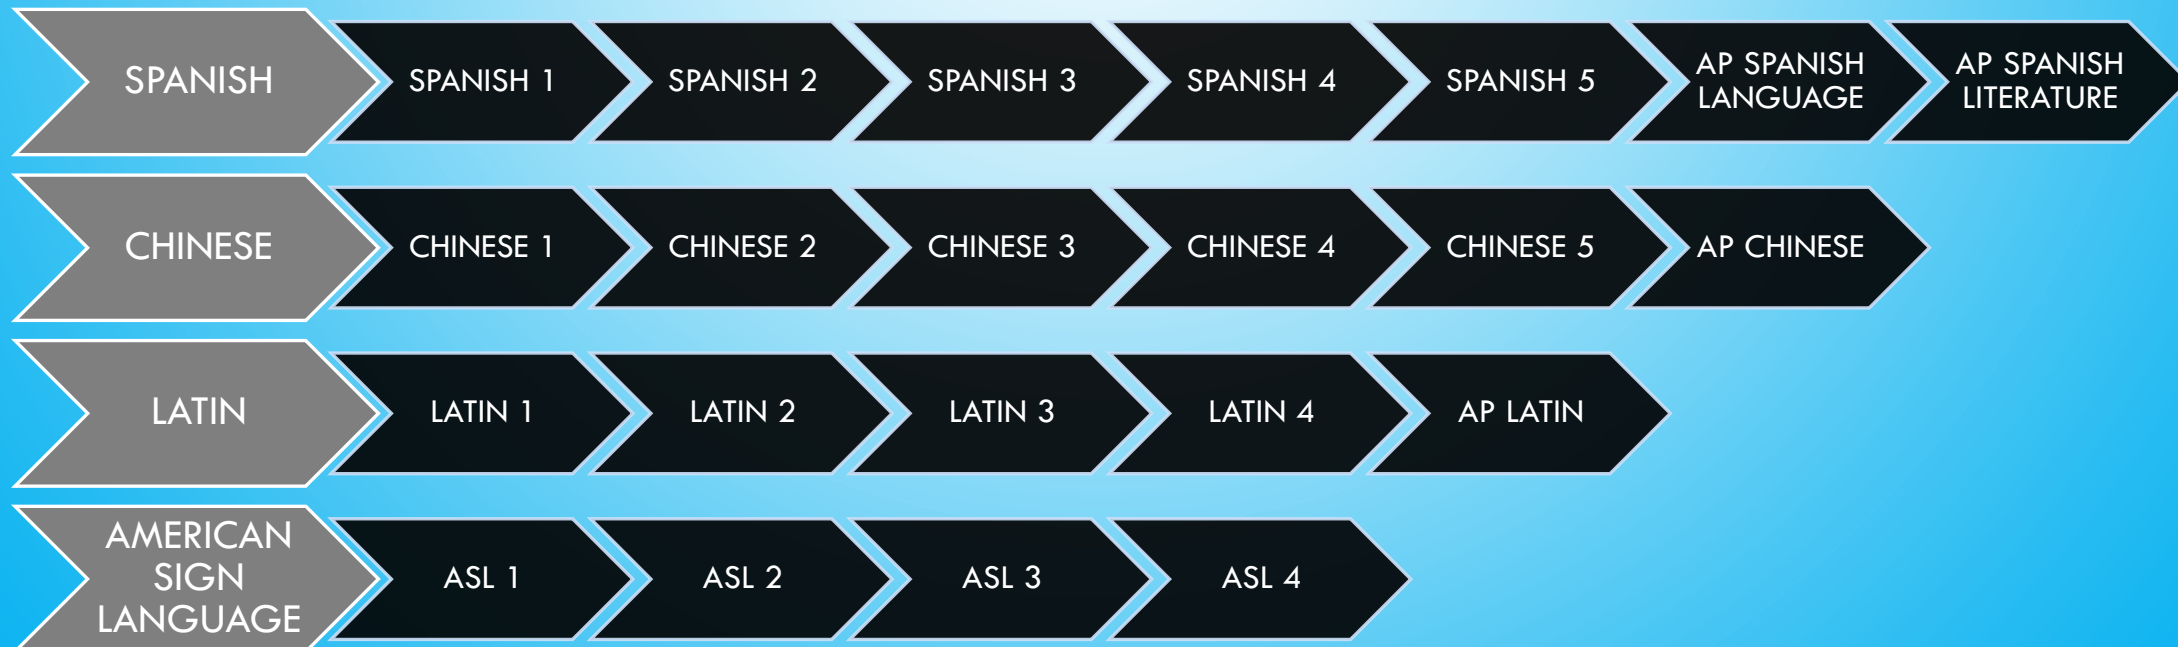 SPANISH
SPANISH 1
SPANISH 2
SPANISH 3
SPANISH 4
SPANISH 5
AP SPANISH
LANGUAGE
AP SPANISH
LITERATURE
CHINESE
CHINESE 1
CHINESE 2
CHINESE 3
CHINESE 4
CHINESE 5
AP CHINESE
LATIN
LATIN 1
LATIN 2
LATIN 3
LATIN 4
AP LATIN
AMERICAN
SIGN
LANGUAGE
ASL 1
ASL 2
ASL 3
ASL 4